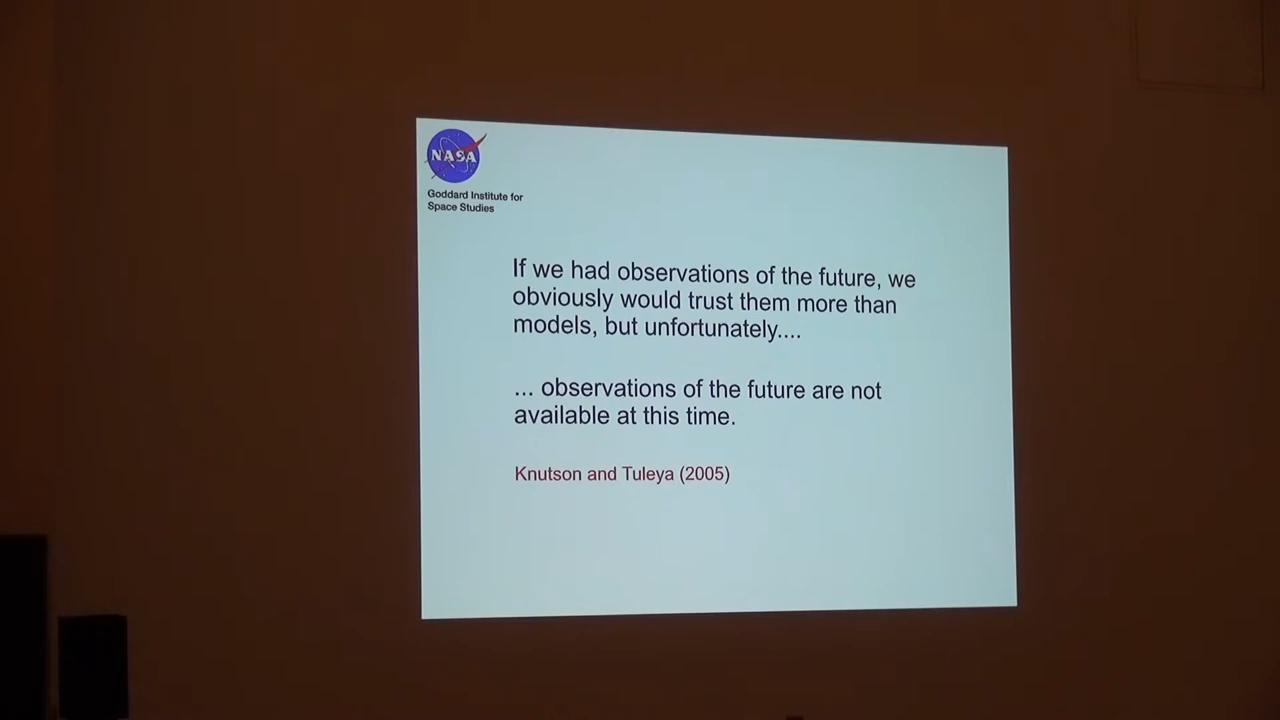 NASA
Goddard Institute for
Space Studies
If we had observations of the future, we
obviously would trust them more than
models, but unfortunately....
... observations of the future are not
available at this time.
Knutson and Tuleya (2005)